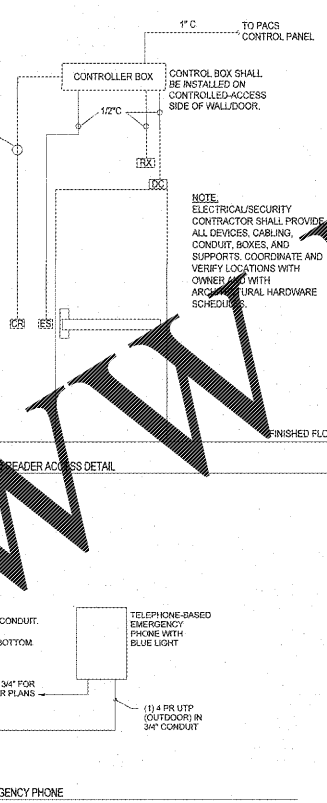 1" C
TO PACS
CONTROL PANEL
CONTROLLER BOX
CONTROL BOX SHALL
BE INSTALLED ON
CONTROLLED-ACCESS
SIDE OF WALL/DOOR.
1/2"C
RX
DC
NOTE.
ELECTRICAL/SECURITY
CONTRACTOR SHALL PROVIDE
ALL DEVICES, CABLING,
CONDUIT, BOXES, AND
SUPPORTS. COORDINATE AND
VERIFY LOCATIONS WITH
OWNER AND WITH
ARCHITECTURAL HARDWARE
SCHEDULES.
CR
ES
FINISHED FLO
READER ACCESS DETAIL
WW
CONDUIT.
BOTTOM.
TELEPHONE-BASED
EMERGENCY
PHONE WITH
BLUE LIGHT
3/4" FOR
R PLANS
(1) 4 PR UTP
(OUTDOOR) IN
3/4" CONDUIT
GENCY PHONE